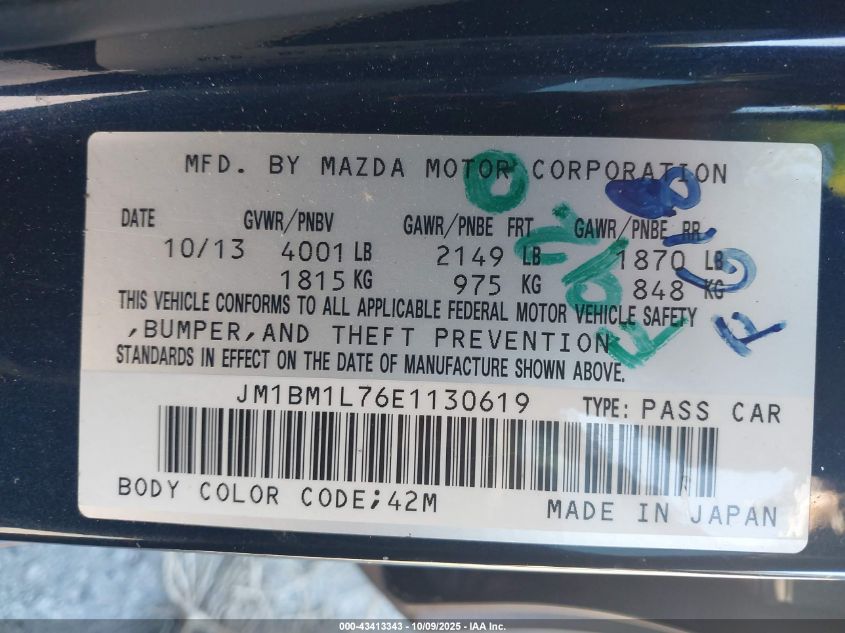 MFD. BY MAZDA MOTOR CORPORATION
DATE GVWR/PNBV GAWR/PNBE FRT GAWR/PNBE RR
10/13 4001 LB 2149 LB 1870 LB
1815 KG 975 KG 848 KG
THIS VEHICLE CONFORMS TO ALL APPLICABLE FEDERAL MOTOR VEHICLE SAFETY
,BUMPER,AND THEFT PREVENTION
STANDARDS IN EFFECT ON THE DATE OF MANUFACTURE SHOWN ABOVE.
JM1BM1L76E1130619 TYPE: PASS CAR
R
BODY COLOR CODE;42M MADE IN JAPAN
000-43413343 - 10/09/2025 - IAA Inc.